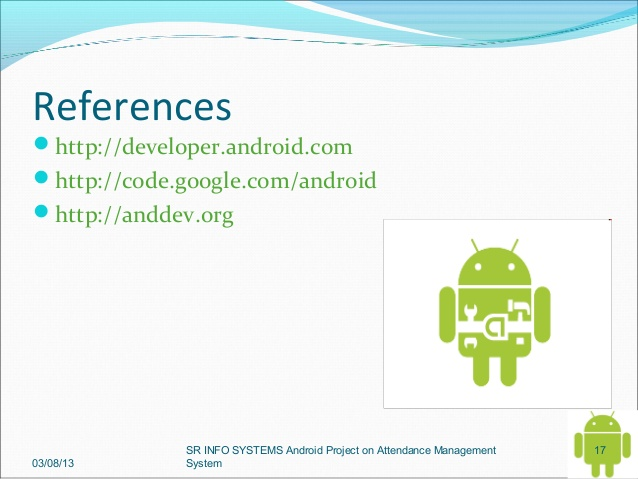 References
http://developer.android.com
http://code.google.com/android
http://anddev.org
03/08/13
SR INFO SYSTEMS Android Project on Attendance Management
System
17